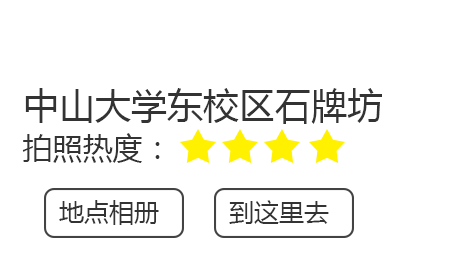 中山大学东校区石牌坊
拍照热度：
地点相册
到这里去